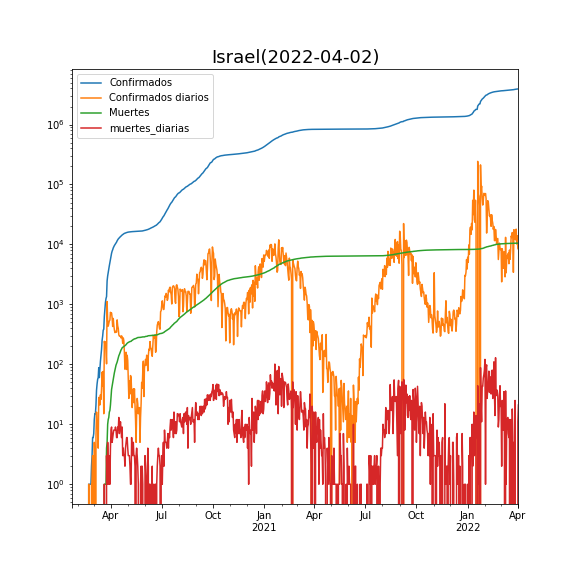 Israel(2022-04-02)
Confirmados
Confirmados diarios
Muertes
muertes_diarias
10^6
10^5
10^4
10^3
10^2
10^1
10^0
Apr Jul Oct Jan Apr Jul Oct Jan Apr
2021 2022